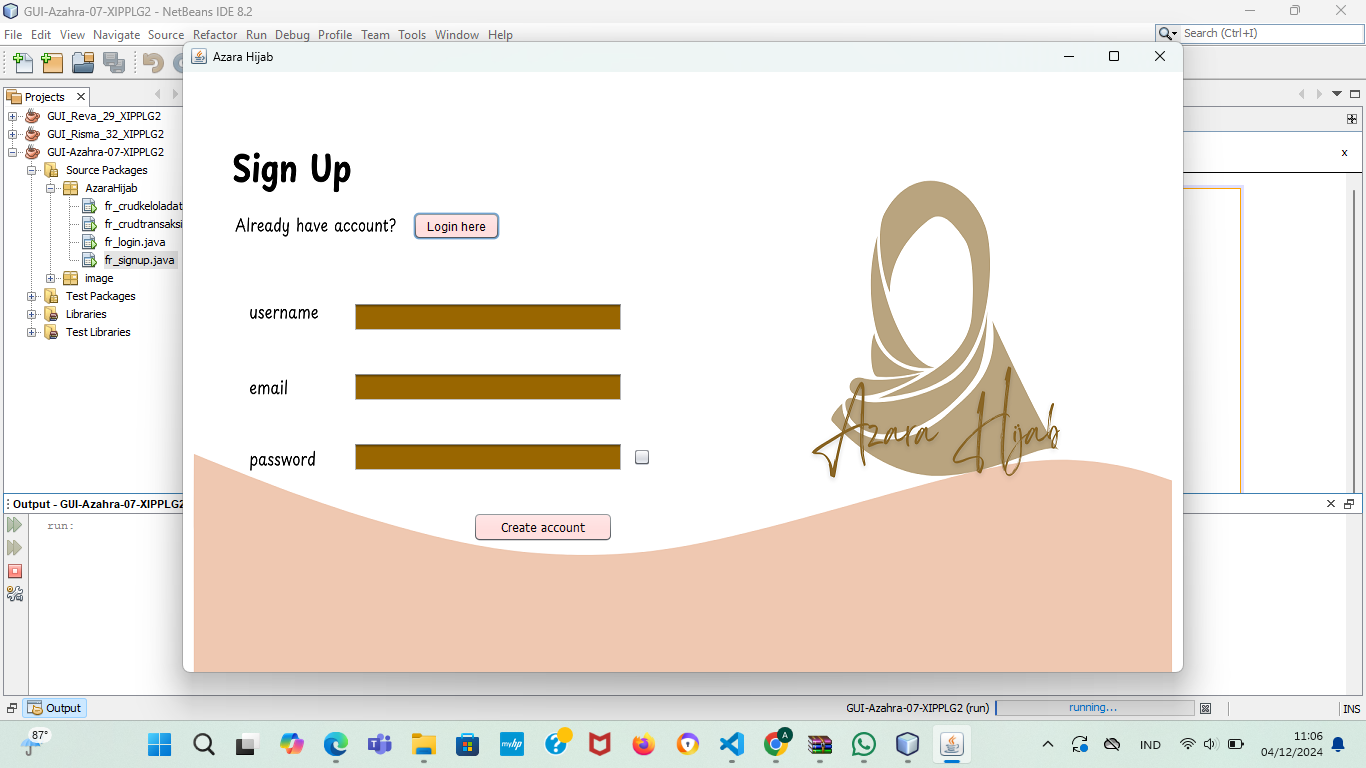 GUI-Azahra-07-XIPPLG2 - NetBeans IDE 8.2
File Edit View Navigate Source Refactor Run Debug Profile Team Tools Window Help
Search (Ctrl+I)
Azara Hijab
Projects
GUI_Reva_29_XIPPLG2
GUI_Risma_32_XIPPLG2
GUI-Azahra-07-XIPPLG2
Source Packages
AzaraHijab
fr_crudkeloladat
fr_crudtransaksi
fr_login.java
fr_signup.java
image
Test Packages
Libraries
Test Libraries
Sign Up
Already have account? Login here
username
email
password
Create account
Azara Hijab
Output - GUI-Azahra-07-XIPPLG2
run:
Output
GUI-Azahra-07-XIPPLG2 (run) running... INS
87°
myhp
A
IND
11:06
04/12/2024